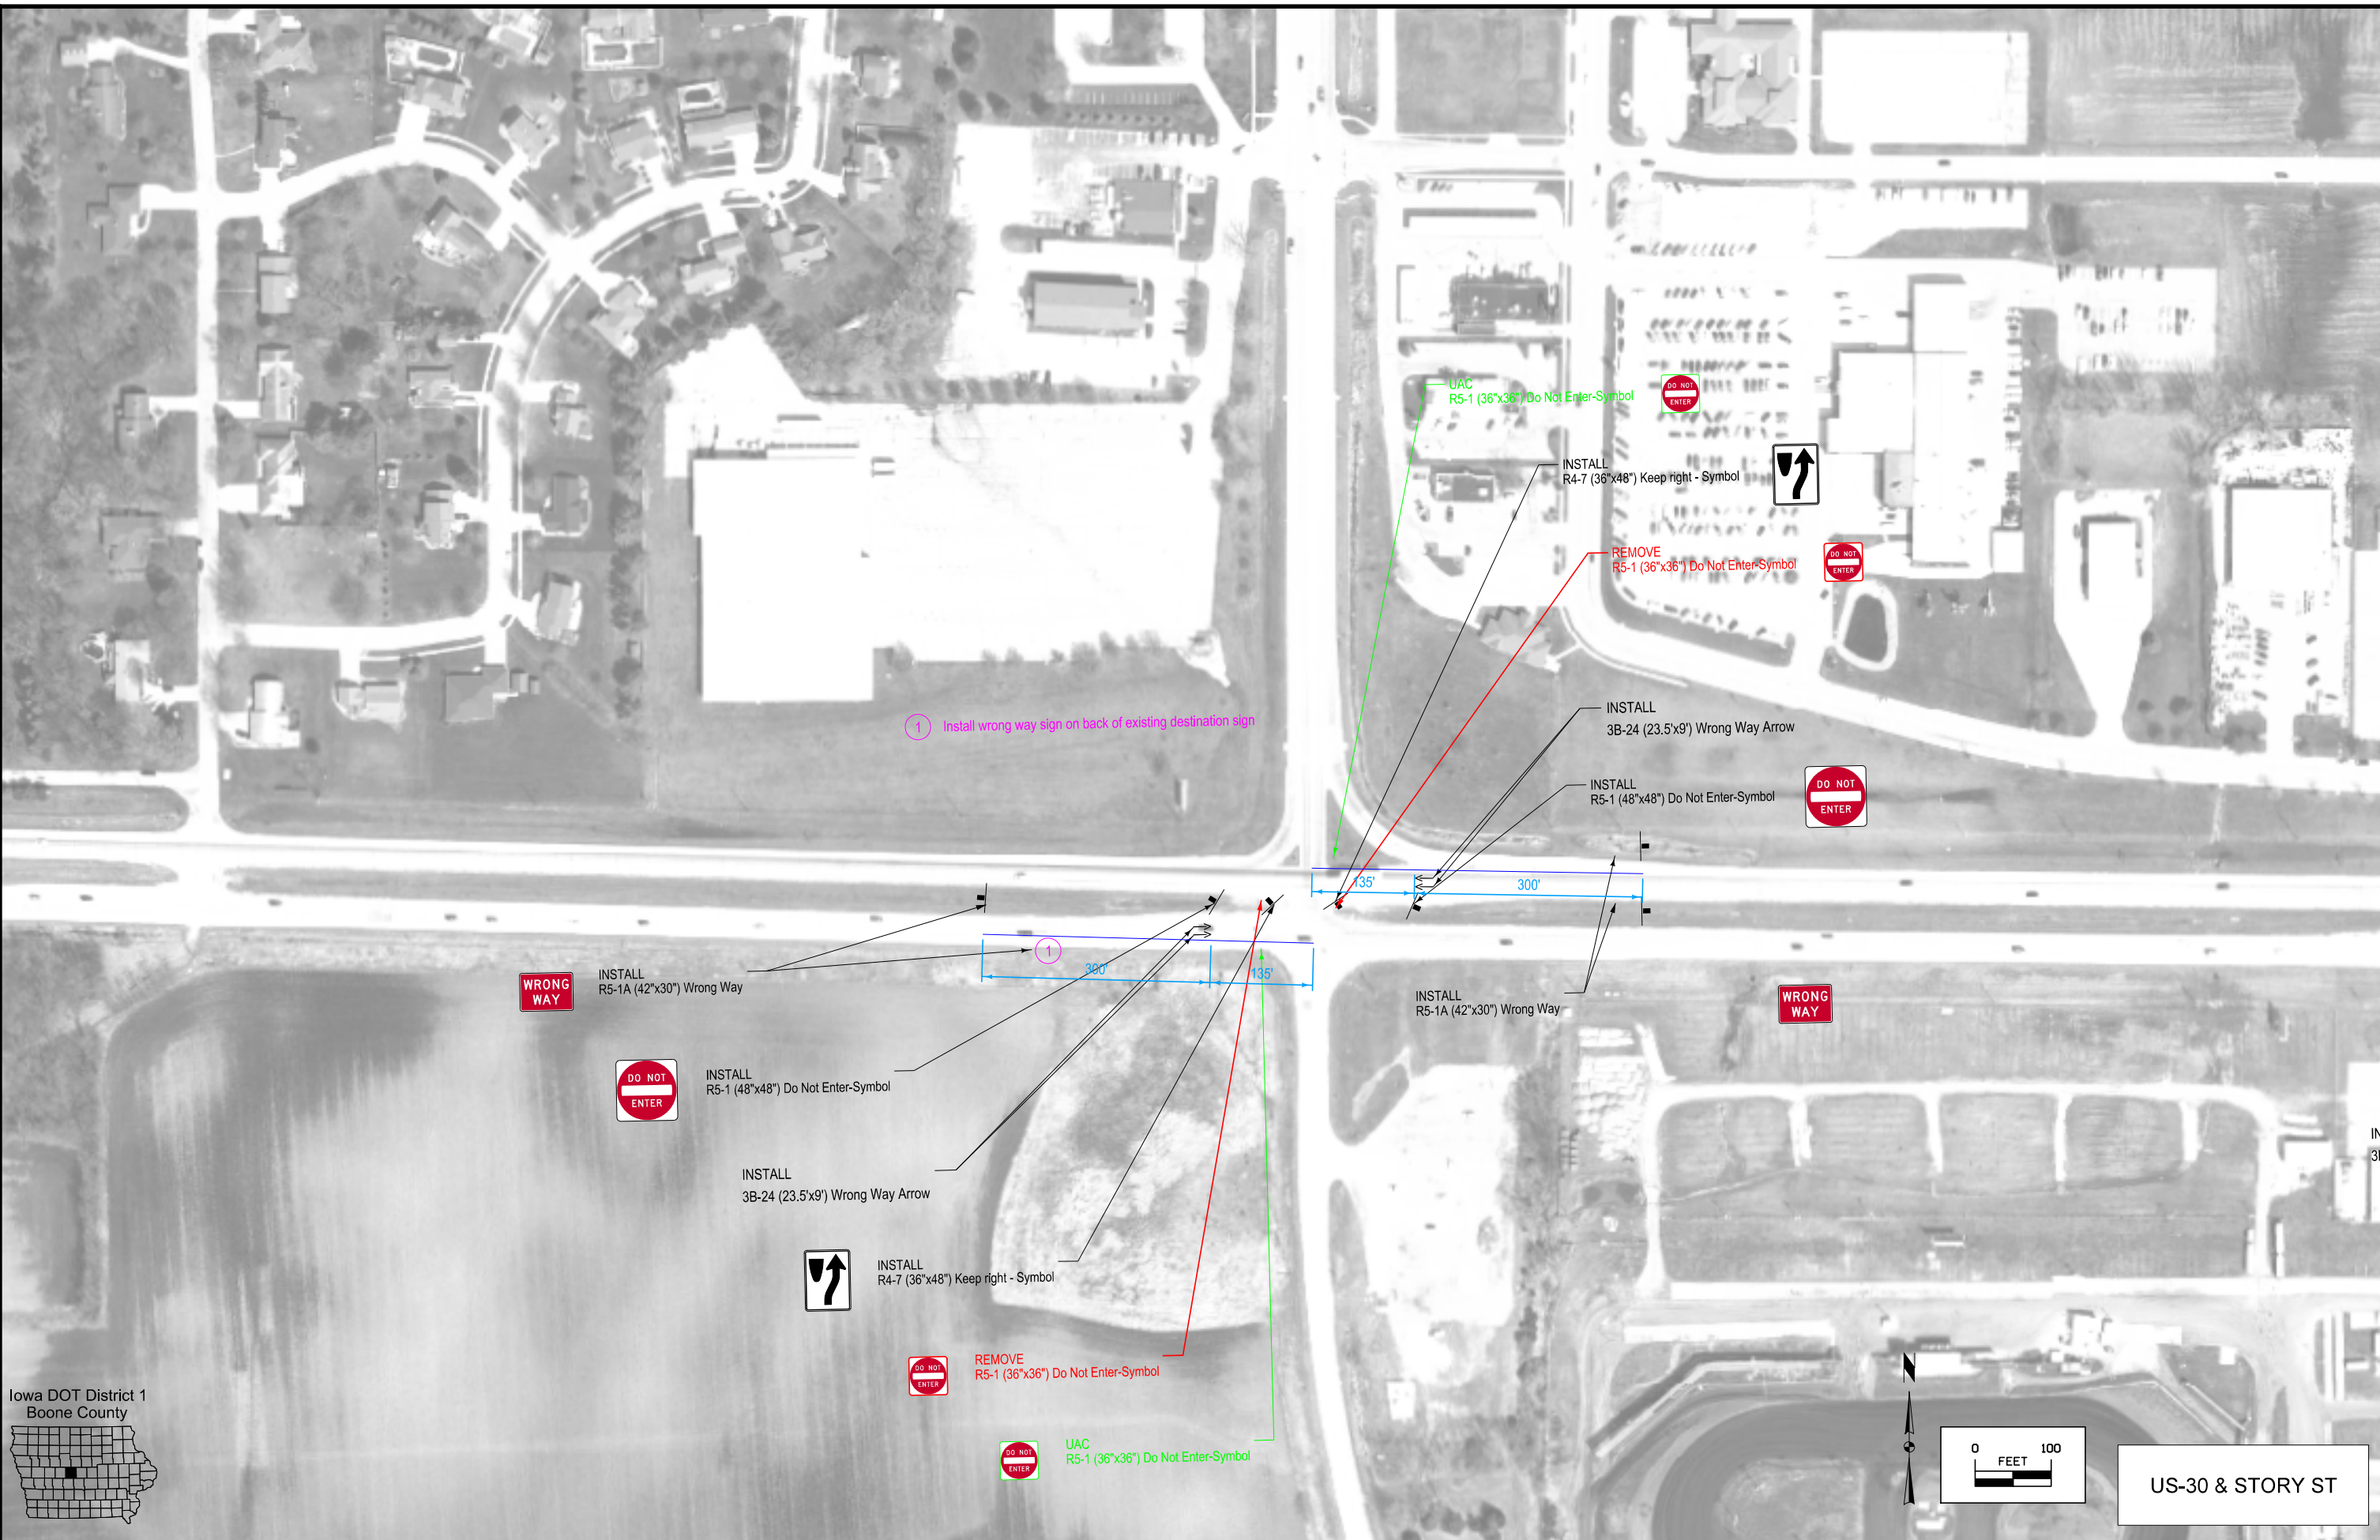 UAC
R5-1 (36"x36") Do Not Enter-Symbol
DO NOT
ENTER
INSTALL
R4-7 (36"x48") Keep right - Symbol
REMOVE
R5-1 (36"x36") Do Not Enter-Symbol
DO NOT
ENTER
1 Install wrong way sign on back of existing destination sign
INSTALL
3B-24 (23.5'x9') Wrong Way Arrow
INSTALL
R5-1 (48"x48") Do Not Enter-Symbol
DO NOT
ENTER
135'
300'
1
300'
135'
WRONG
WAY
INSTALL
R5-1A (42"x30") Wrong Way
INSTALL
R5-1A (42"x30") Wrong Way
WRONG
WAY
DO NOT
ENTER
INSTALL
R5-1 (48"x48") Do Not Enter-Symbol
INSTALL
3B-24 (23.5'x9') Wrong Way Arrow
INSTALL
R4-7 (36"x48") Keep right - Symbol
DO NOT
ENTER
REMOVE
R5-1 (36"x36") Do Not Enter-Symbol
DO NOT
ENTER
UAC
R5-1 (36"x36") Do Not Enter-Symbol
Iowa DOT District 1
Boone County
N
0 100
FEET
US-30 & STORY ST